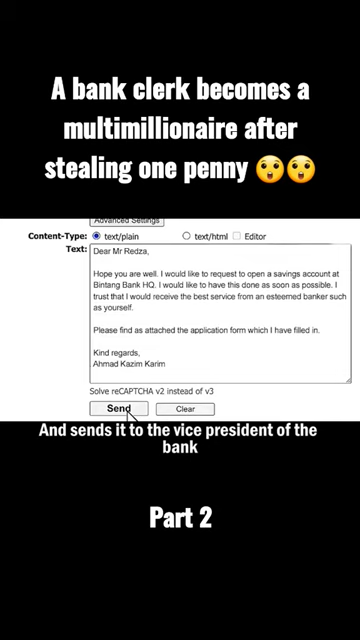 A bank clerk becomes a
multimillionaire after
stealing one penny 😲😲
Advanced Settings
Content-Type: text/plain text/html Editor
Text: Dear Mr Redza,
Hope you are well. I would like to request to open a savings account at
Bintang Bank HQ. I would like to have this done as soon as possible. I
trust that I would receive the best service from an esteemed banker such
as yourself.
Please find as attached the application form which I have filled in.
Kind regards,
Ahmad Kazim Karim
Solve reCAPTCHA v2 instead of v3
Send Clear
And sends it to the vice president of the
bank
Part 2